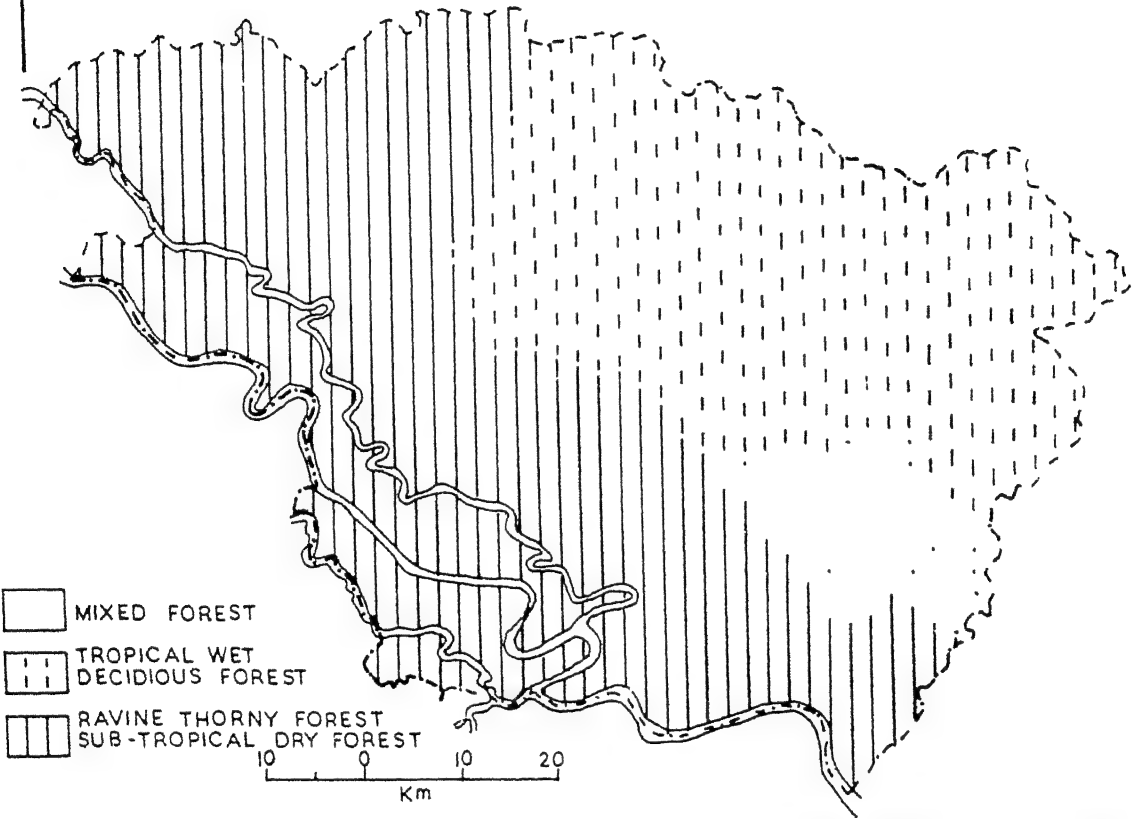 MIXED FOREST
TROPICAL WET
DECIDIOUS FOREST
RAVINE THORNY FOREST
SUB-TROPICAL DRY FOREST
10 0 10 20
Km